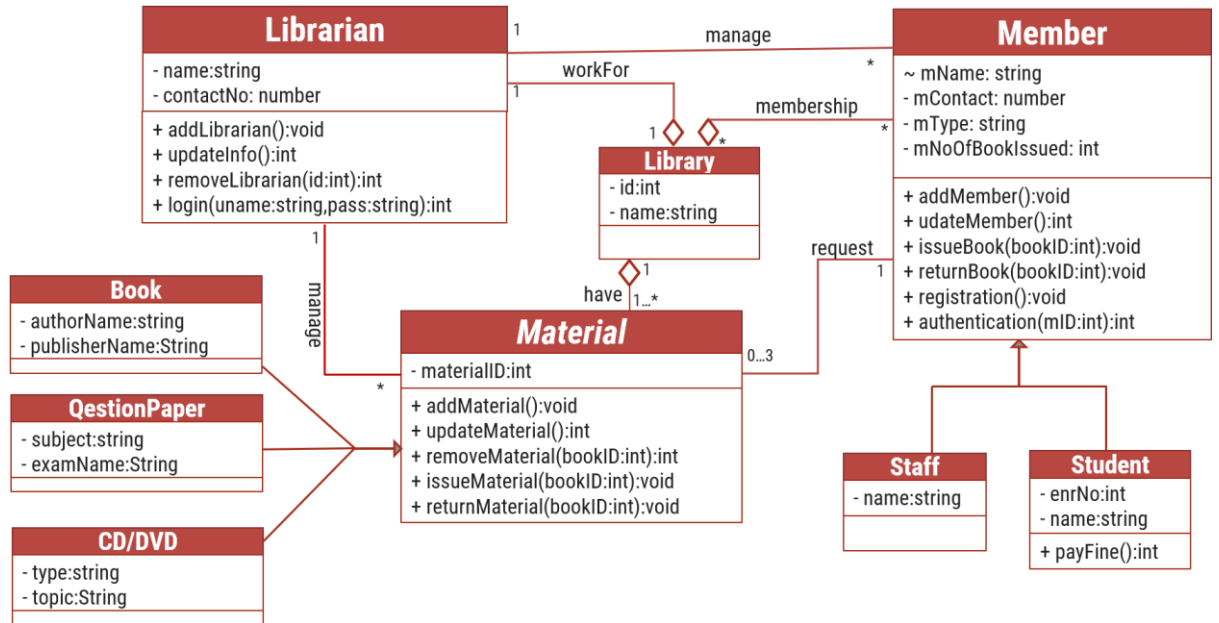 Librarian
- name:string
- contactNo: number
+ addLibrarian():void
+ updateInfo():int
+ removeLibrarian(id:int):int
+ login(uname:string,pass:string):int
1
manage
*
workFor
1
1
membership
*
*
Member
~ mName: string
- mContact: number
- mType: string
- mNoOfBookIssued: int
+ addMember():void
+ udateMember():int
+ issueBook(bookID:int):void
+ returnBook(bookID:int):void
+ registration():void
+ authentication(mID:int):int
Library
- id:int
- name:string
1
manage
*
1
have
1...*
request
1
0...3
Book
- authorName:string
- publisherName:String
QestionPaper
- subject:string
- examName:String
CD/DVD
- type:string
- topic:String
Material
- materialID:int
+ addMaterial():void
+ updateMaterial():int
+ removeMaterial(bookID:int):int
+ issueMaterial(bookID:int):void
+ returnMaterial(bookID:int):void
Staff
- name:string
Student
- enrNo:int
- name:string
+ payFine():int